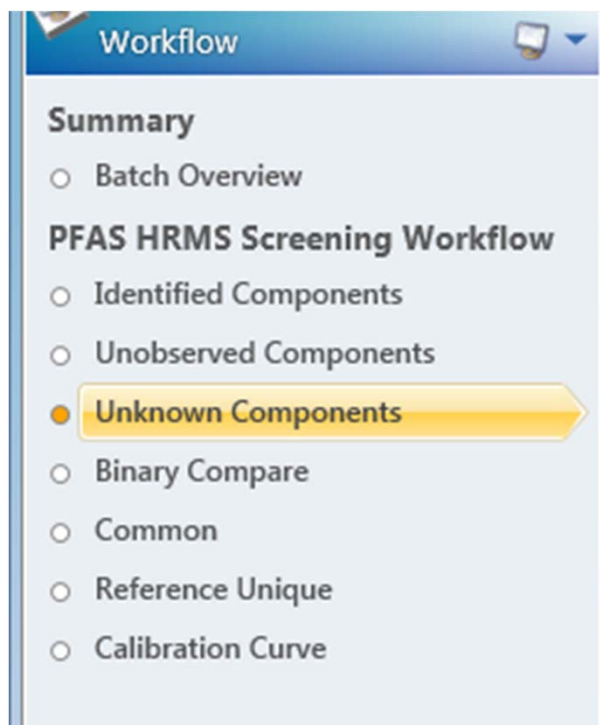 Workflow
Summary
Batch Overview
PFAS HRMS Screening Workflow
Identified Components
Unobserved Components
Unknown Components
Binary Compare
Common
Reference Unique
Calibration Curve